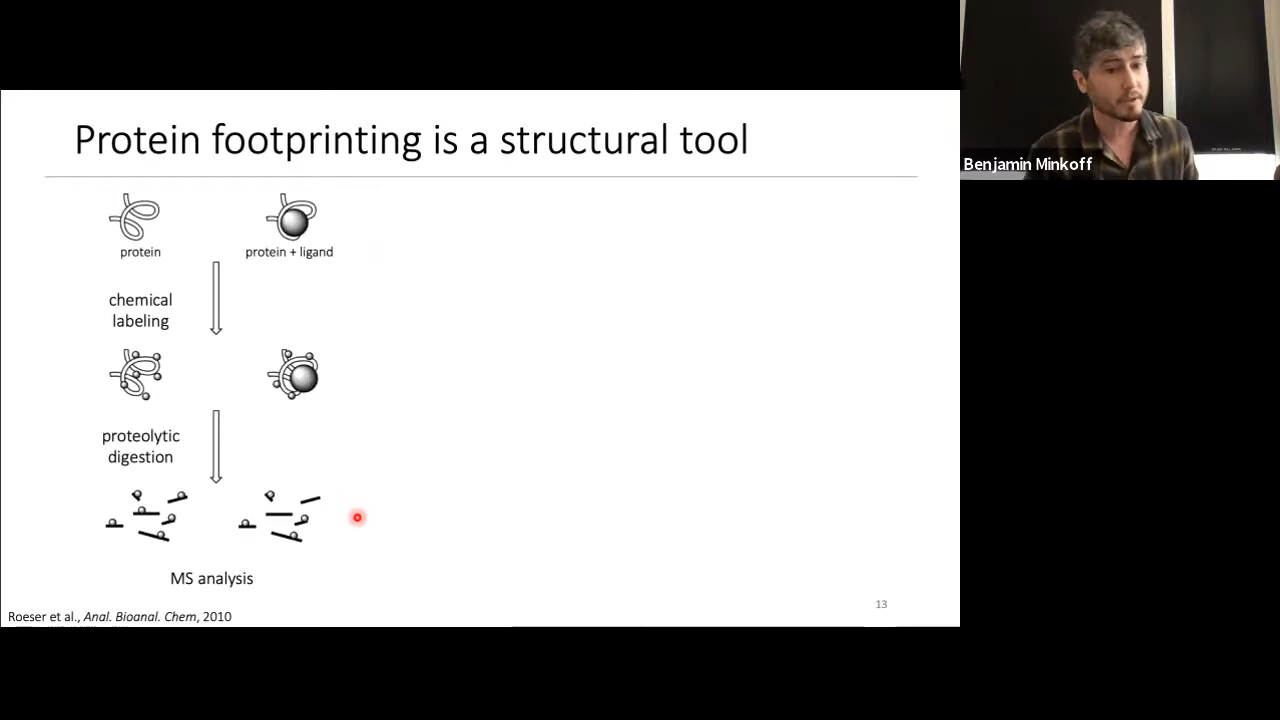 Protein footprinting is a structural tool
Benjamin Minkoff
protein
protein + ligand
chemical
labeling
proteolytic
digestion
MS analysis
13
Roeser et al., Anal. Bioanal. Chem, 2010